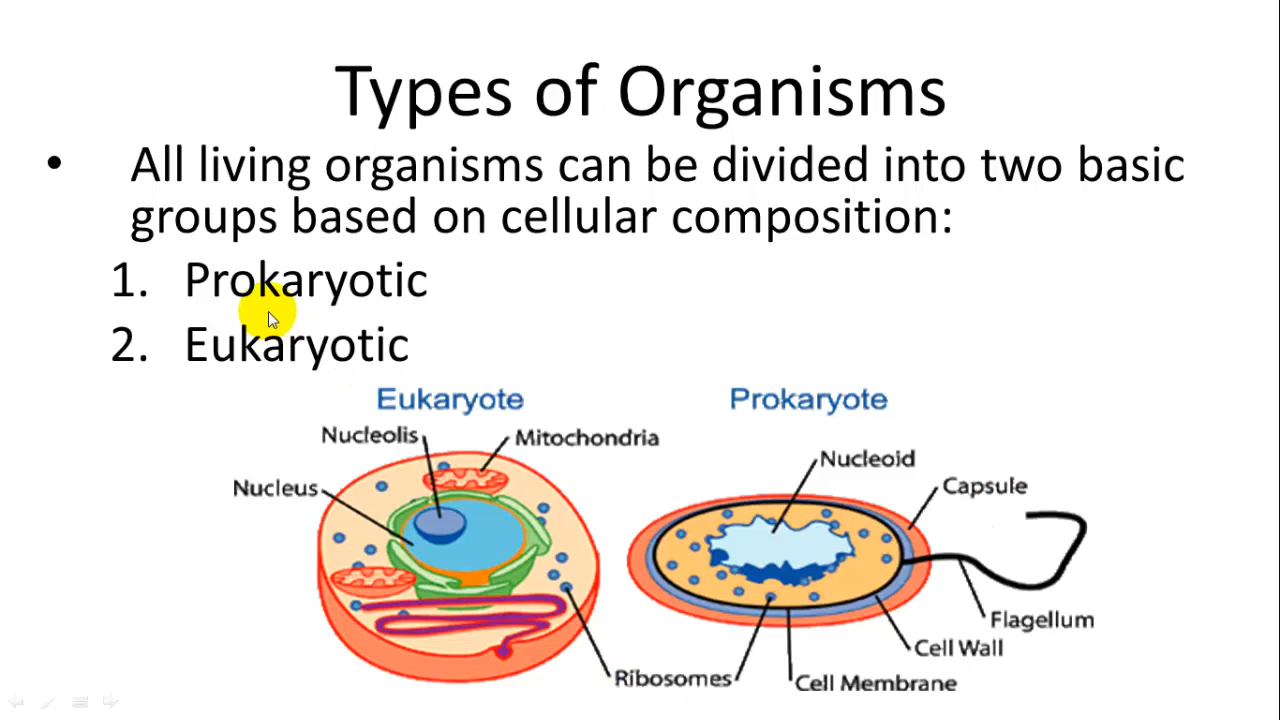 Types of Organisms
• All living organisms can be divided into two basic
groups based on cellular composition:
1. Prokaryotic
2. Eukaryotic
Eukaryote
Prokaryote
Nucleolis
Mitochondria
Nucleus
Nucleoid
Capsule
Flagellum
Cell Wall
Ribosomes
Cell Membrane